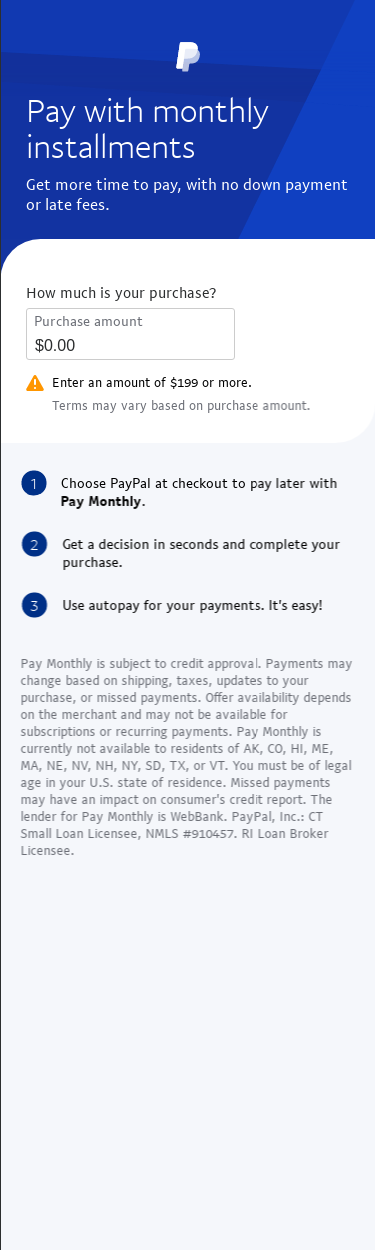 Pay with monthly
installments
Get more time to pay, with no down payment
or late fees.
How much is your purchase?
Purchase amount
$0.00
Enter an amount of $199 or more.
Terms may vary based on purchase amount.
1 Choose PayPal at checkout to pay later with
Pay Monthly.
2 Get a decision in seconds and complete your
purchase.
3 Use autopay for your payments. It's easy!
Pay Monthly is subject to credit approval. Payments may
change based on shipping, taxes, updates to your
purchase, or missed payments. Offer availability depends
on the merchant and may not be available for
subscriptions or recurring payments. Pay Monthly is
currently not available to residents of AK, CO, HI, ME,
MA, NE, NV, NH, NY, SD, TX, or VT. You must be of legal
age in your U.S. state of residence. Missed payments
may have an impact on consumer's credit report. The
lender for Pay Monthly is WebBank. PayPal, Inc.: CT
Small Loan Licensee, NMLS #910457. RI Loan Broker
Licensee.